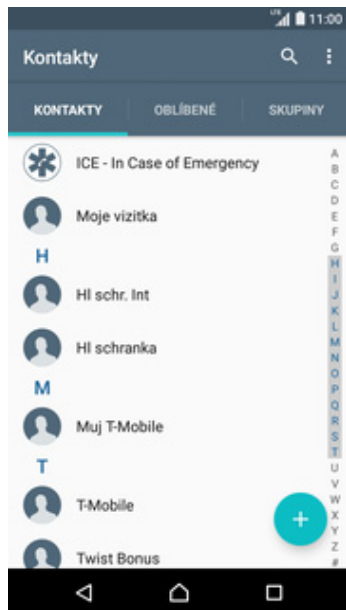 LTE 11:00
Kontakty
KONTAKTY OBLÍBENÉ SKUPINY
ICE - In Case of Emergency
Moje vizitka
H
Hl schr. Int
Hl schranka
M
Muj T-Mobile
T
T-Mobile
Twist Bonus
A
B
C
D
E
F
G
H
I
J
K
L
M
N
O
P
Q
R
S
T
U
V
W
X
Y
Z
#